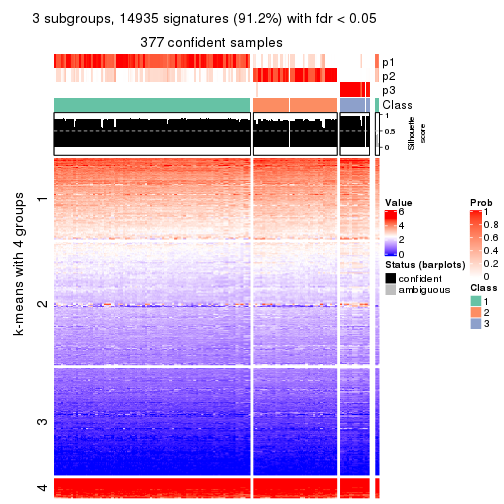 3 subgroups, 14935 signatures (91.2%) with fdr < 0.05
377 confident samples
p1
p2
p3
Class
1
0.5
0
Silhouette
score
k-means with 4 groups
1
2
3
4
Value
6
4
2
0
Status (barplots)
confident
ambiguous
Prob
1
0.8
0.6
0.4
0.2
0
Class
1
2
3